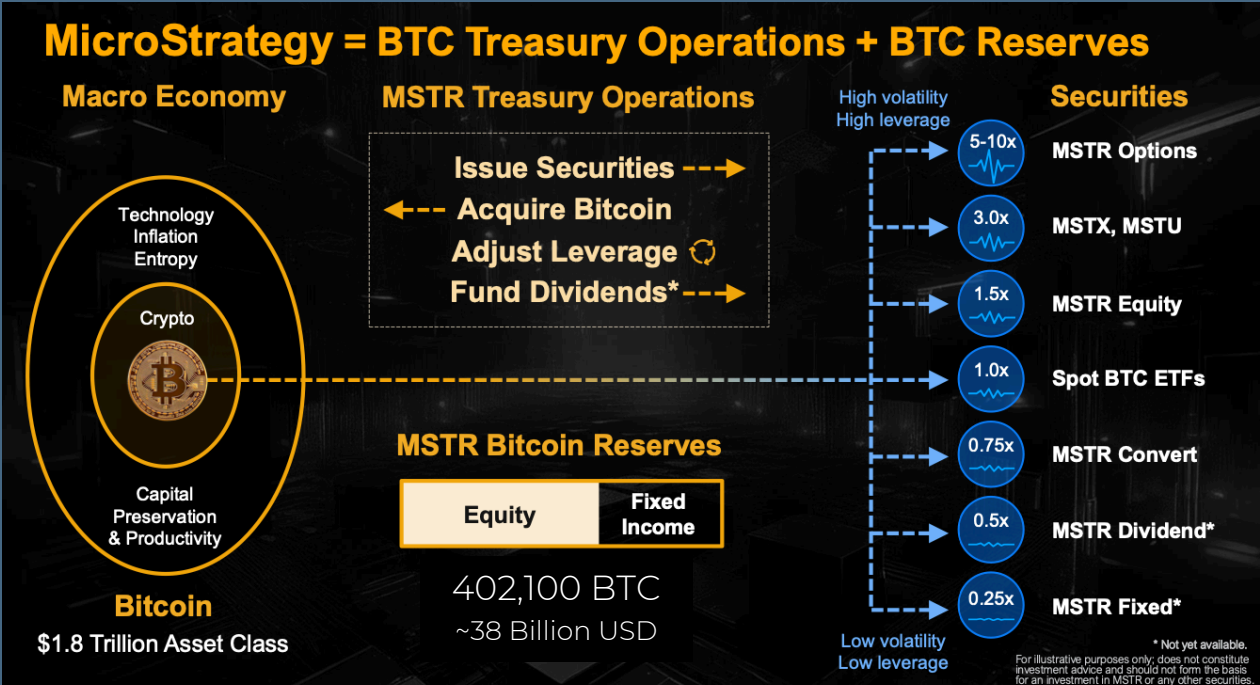 MicroStrategy = BTC Treasury Operations + BTC Reserves
Macro Economy
Technology
Inflation
Entropy
Crypto
Capital
Preservation
& Productivity
Bitcoin
$1.8 Trillion Asset Class
MSTR Treasury Operations
Issue Securities
Acquire Bitcoin
Adjust Leverage
Fund Dividends*
MSTR Bitcoin Reserves
Equity
Fixed
Income
402,100 BTC
~38 Billion USD
High volatility
High leverage
Securities
5-10x
MSTR Options
3.0x
MSTX, MSTU
1.5x
MSTR Equity
1.0x
Spot BTC ETFs
0.75x
MSTR Convert
0.5x
MSTR Dividend*
0.25x
MSTR Fixed*
Low volatility
Low leverage
* Not yet available.
For illustrative purposes only; does not constitute
investment advice and should not form the basis
for an investment in MSTR or any other securities.